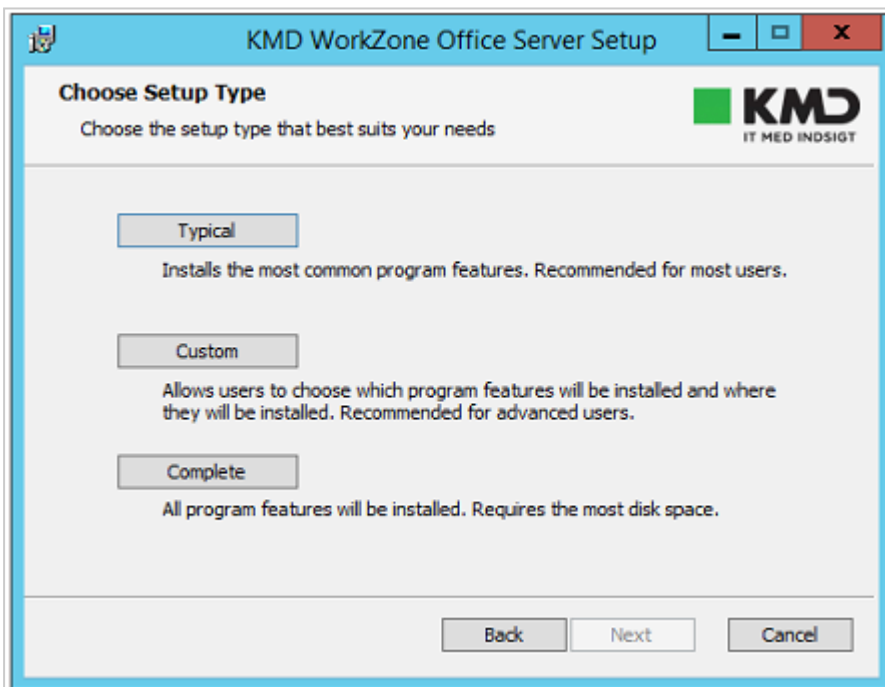 KMD WorkZone Office Server Setup
Choose Setup Type
Choose the setup type that best suits your needs
KMD
IT MED INDSIGT
Typical
Installs the most common program features. Recommended for most users.
Custom
Allows users to choose which program features will be installed and where
they will be installed. Recommended for advanced users.
Complete
All program features will be installed. Requires the most disk space.
Back Next Cancel